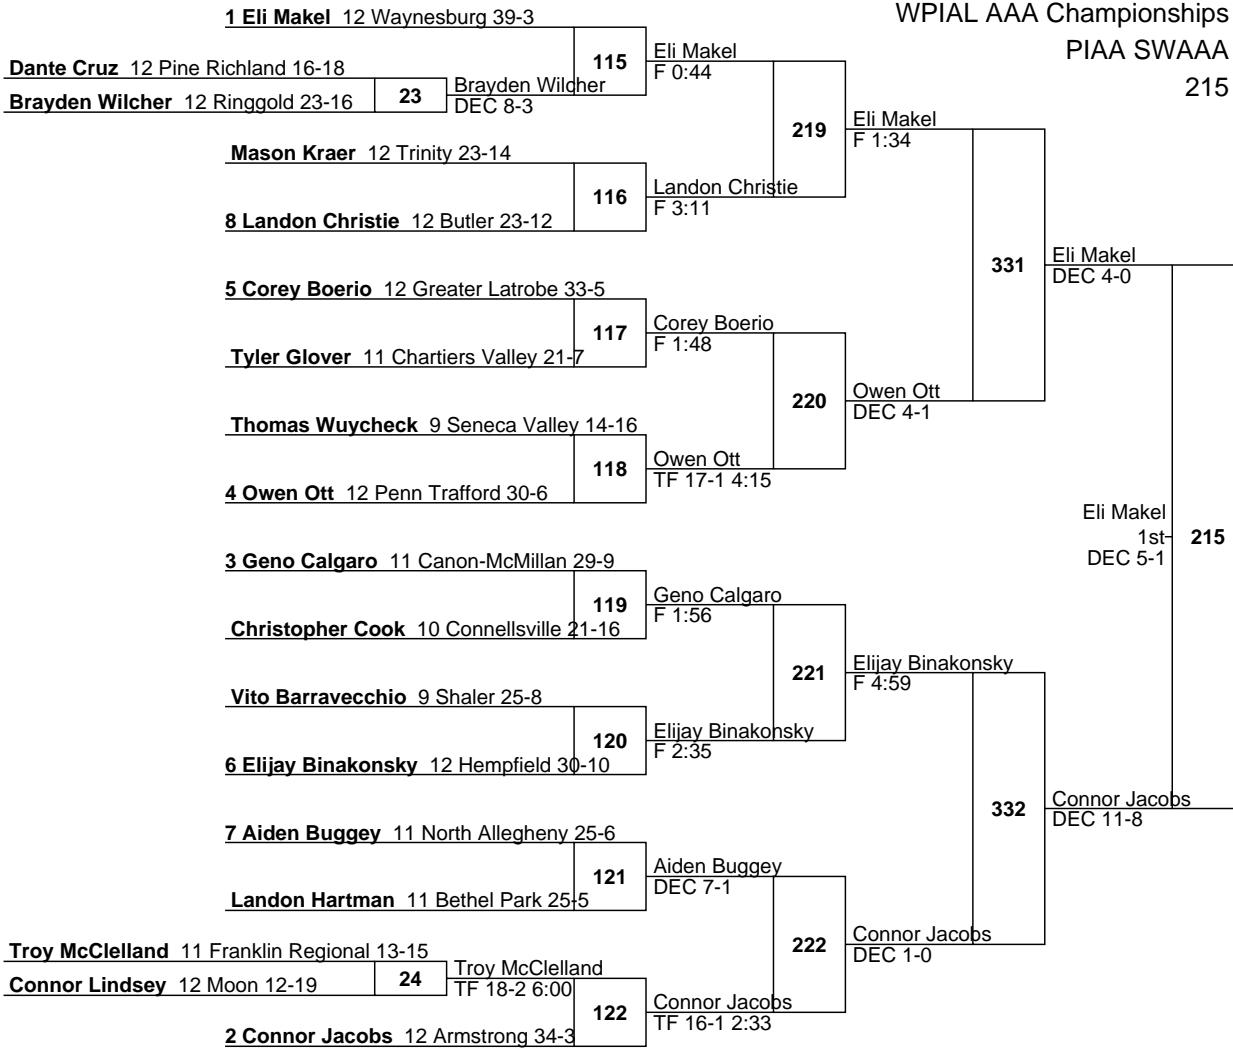 WPIAL AAA Championships
PIAA SWAAA
215
1 Eli Makel 12 Waynesburg 39-3
115
Eli Makel
F 0:44
Dante Cruz 12 Pine Richland 16-18
23
Brayden Wilcher
DEC 8-3
Brayden Wilcher 12 Ringgold 23-16
219
Eli Makel
F 1:34
Mason Kraer 12 Trinity 23-14
116
Landon Christie
F 3:11
8 Landon Christie 12 Butler 23-12
331
Eli Makel
DEC 4-0
5 Corey Boerio 12 Greater Latrobe 33-5
117
Corey Boerio
F 1:48
Tyler Glover 11 Chartiers Valley 21-7
220
Owen Ott
DEC 4-1
Thomas Wuycheck 9 Seneca Valley 14-16
118
Owen Ott
TF 17-1 4:15
4 Owen Ott 12 Penn Trafford 30-6
Eli Makel
1st
DEC 5-1
215
3 Geno Calgaro 11 Canon-McMillan 29-9
119
Geno Calgaro
F 1:56
Christopher Cook 10 Connellsville 21-16
221
Elijay Binakonsky
F 4:59
Vito Barravecchio 9 Shaler 25-8
120
Elijay Binakonsky
F 2:35
6 Elijay Binakonsky 12 Hempfield 30-10
332
Connor Jacobs
DEC 11-8
7 Aiden Buggey 11 North Allegheny 25-6
121
Aiden Buggey
DEC 7-1
Landon Hartman 11 Bethel Park 25-5
222
Connor Jacobs
DEC 1-0
Troy McClelland 11 Franklin Regional 13-15
24
Troy McClelland
TF 18-2 6:00
Connor Lindsey 12 Moon 12-19
122
Connor Jacobs
TF 16-1 2:33
2 Connor Jacobs 12 Armstrong 34-3